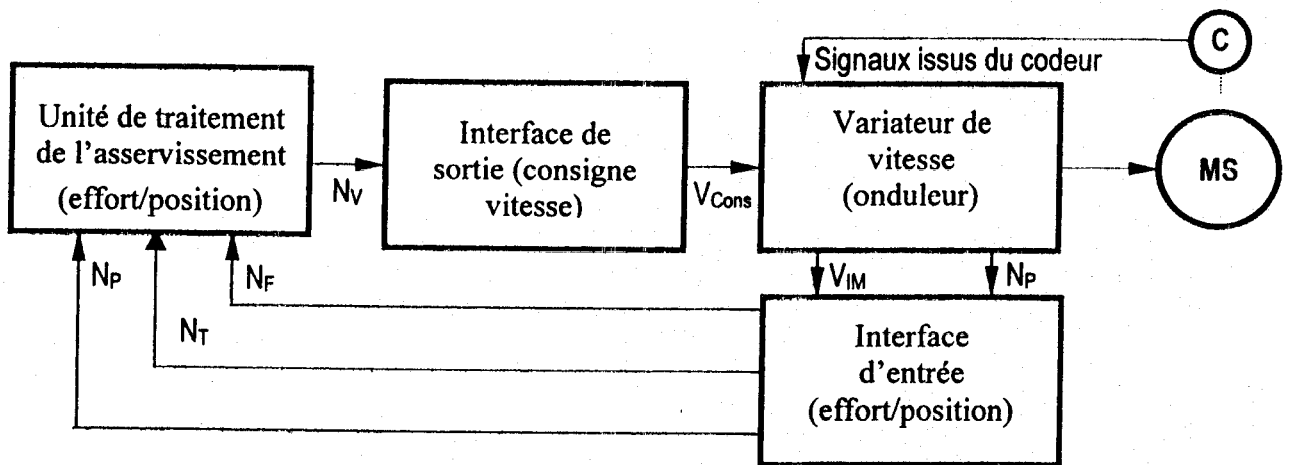 C
Signaux issus du codeur
Unité de traitement
de l'asservissement
(effort/position)
NV
Interface de
sortie (consigne
vitesse)
VCons
Variateur de
vitesse
(onduleur)
MS
NP
NF
NT
VIM
NP
Interface
d'entrée
(effort/position)